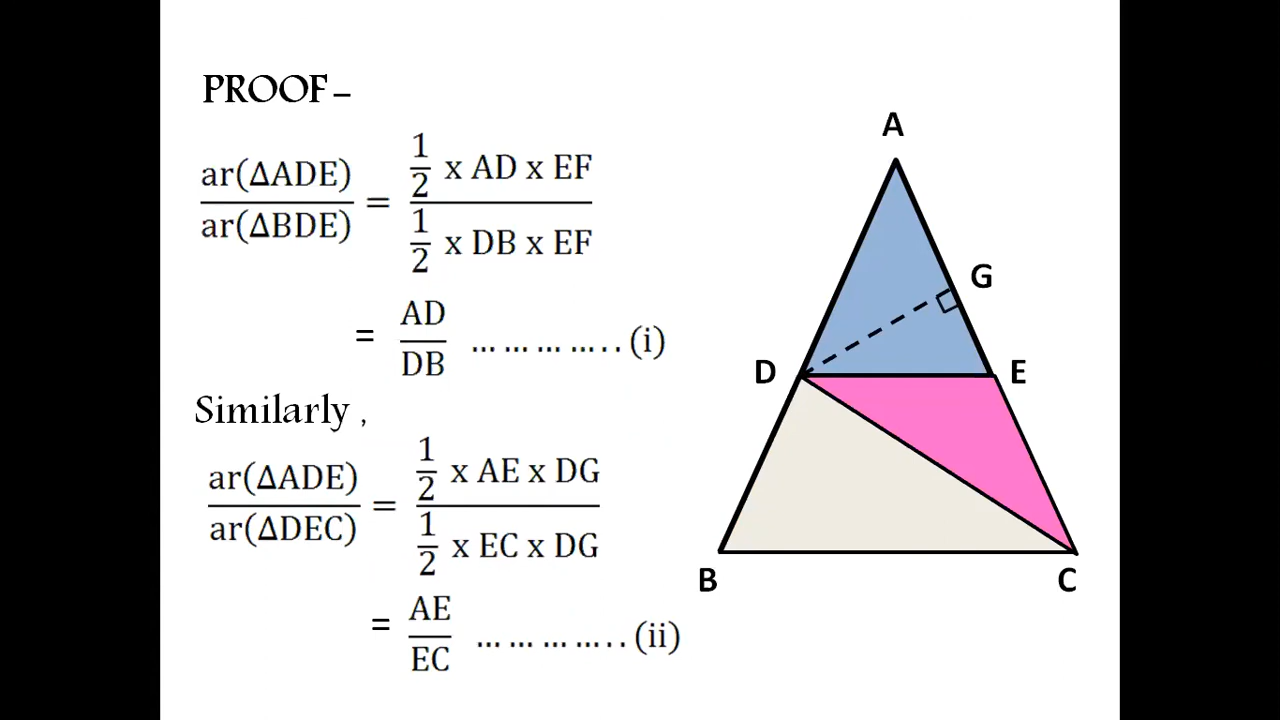 PROOF –
ar(ΔADE)/ar(ΔBDE) = 1/2 x AD x EF / 1/2 x DB x EF
= AD/DB ... ... ... ... . . (i)
Similarly ,
ar(ΔADE)/ar(ΔDEC) = 1/2 x AE x DG / 1/2 x EC x DG
= AE/EC ... ... ... ... . . (ii)
A
G
D
E
B
C